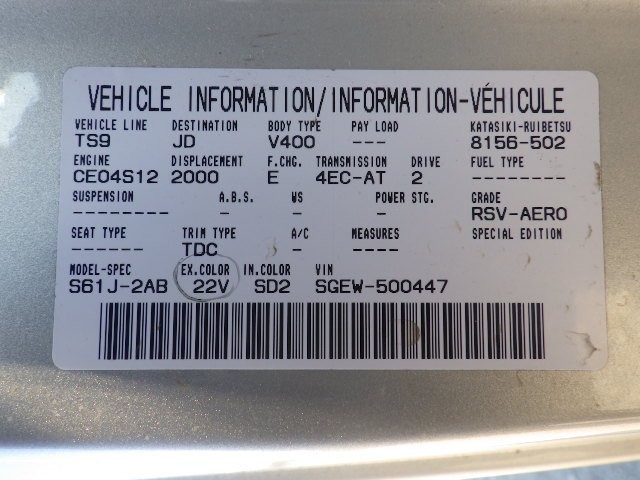 VEHICLE INFORMATION/INFORMATION-VÉHICULE
VEHICLE LINE DESTINATION BODY TYPE PAY LOAD KATASIKI-RUIBETSU
TS9 JD V400 --- 8156-502
ENGINE DISPLACEMENT F.CHG. TRANSMISSION DRIVE FUEL TYPE
CE04S12 2000 E 4EC-AT 2 -------
SUSPENSION A.B.S. WS POWER STG. GRADE
--------- - - - RSV-AERO
SEAT TYPE TRIM TYPE A/C MEASURES SPECIAL EDITION
------ TDC - ------
MODEL-SPEC EX.COLOR IN.COLOR VIN
S61J-2AB 22V SD2 SGEW-500447